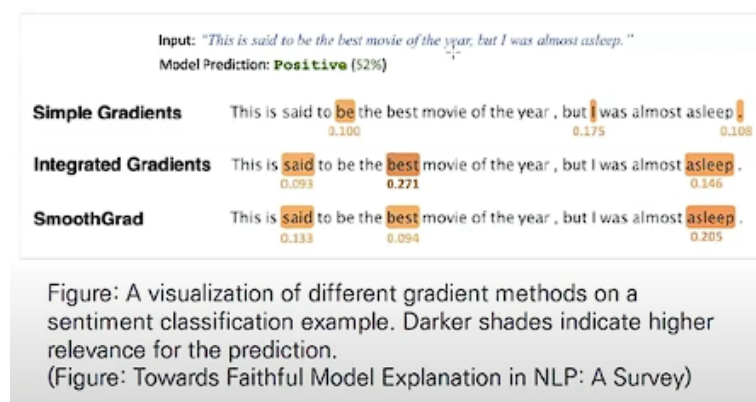 Input: "This is said to be the best movie of the year, but I was almost asleep."
Model Prediction: Positive (52%)
Simple Gradients This is said to be the best movie of the year , but I was almost asleep .
0.100 0.175 0.108
Integrated Gradients This is said to be the best movie of the year , but I was almost asleep .
0.093 0.271 0.146
SmoothGrad This is said to be the best movie of the year , but I was almost asleep .
0.133 0.094 0.205
Figure: A visualization of different gradient methods on a
sentiment classification example. Darker shades indicate higher
relevance for the prediction.
(Figure: Towards Faithful Model Explanation in NLP: A Survey)